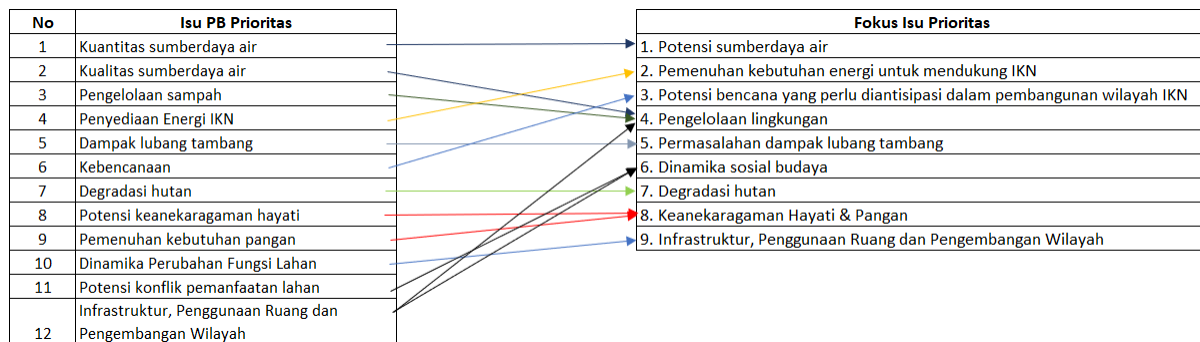 No Isu PB Prioritas
1 Kuantitas sumberdaya air
2 Kualitas sumberdaya air
3 Pengelolaan sampah
4 Penyediaan Energi IKN
5 Dampak lubang tambang
6 Kebencanaan
7 Degradasi hutan
8 Potensi keanekaragaman hayati
9 Pemenuhan kebutuhan pangan
10 Dinamika Perubahan Fungsi Lahan
11 Potensi konflik pemanfaatan lahan
Infrastruktur, Penggunaan Ruang dan
12 Pengembangan Wilayah
Fokus Isu Prioritas
1. Potensi sumberdaya air
2. Pemenuhan kebutuhan energi untuk mendukung IKN
3. Potensi bencana yang perlu diantisipasi dalam pembangunan wilayah IKN
4. Pengelolaan lingkungan
5. Permasalahan dampak lubang tambang
6. Dinamika sosial budaya
7. Degradasi hutan
8. Keanekaragaman Hayati & Pangan
9. Infrastruktur, Penggunaan Ruang dan Pengembangan Wilayah